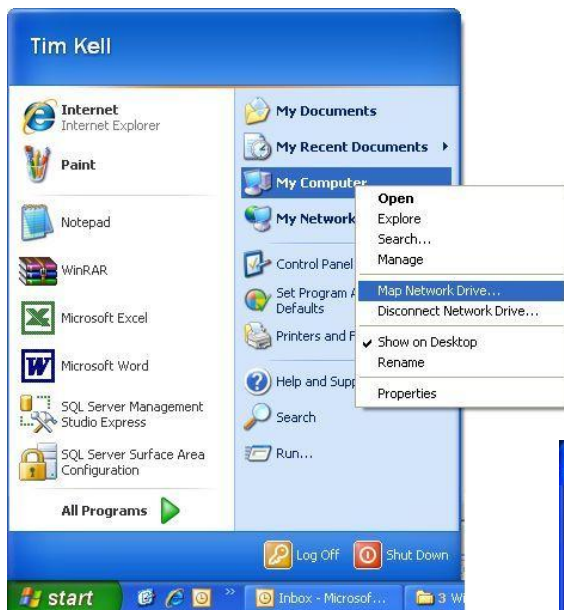 Tim Kell
Internet
Internet Explorer
Paint
Notepad
WinRAR
Microsoft Excel
Microsoft Word
SQL Server Management
Studio Express
SQL Server Surface Area
Configuration
All Programs
My Documents
My Recent Documents
My Computer
My Network
Control Panel
Set Program A
Defaults
Printers and F
Help and Supp
Search
Run...
Open
Explore
Search...
Manage
Map Network Drive...
Disconnect Network Drive...
Show on Desktop
Rename
Properties
Log Off
Shut Down
start
Inbox - Microsof...
3 Wi